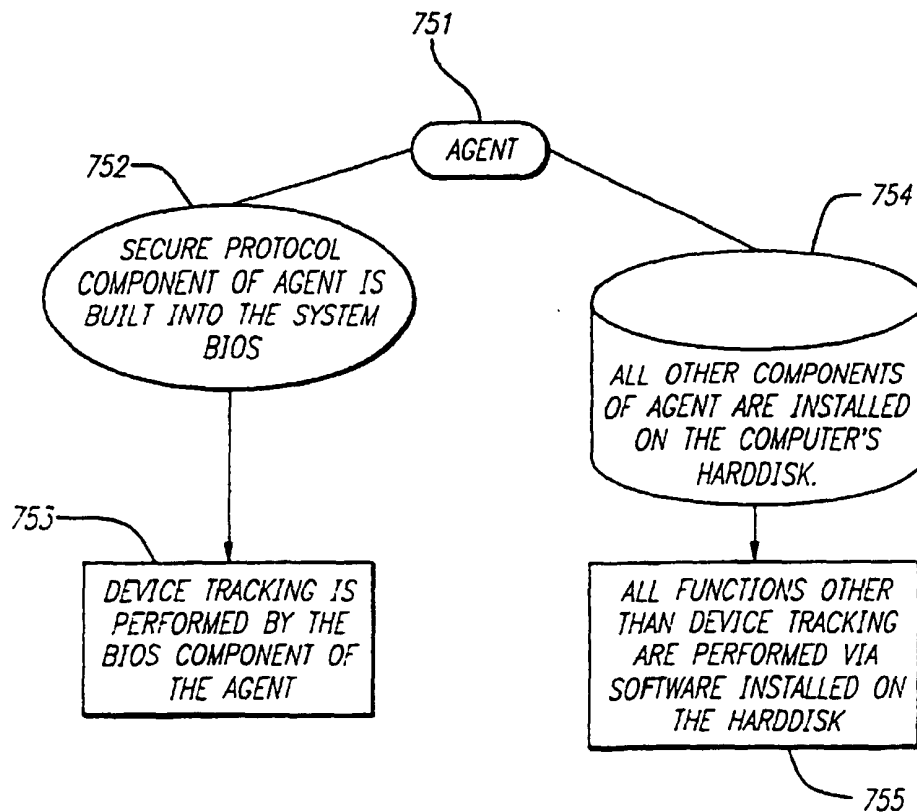 751
AGENT
752
SECURE PROTOCOL
COMPONENT OF AGENT IS
BUILT INTO THE SYSTEM
BIOS
754
ALL OTHER COMPONENTS
OF AGENT ARE INSTALLED
ON THE COMPUTER'S
HARDDISK.
753
DEVICE TRACKING IS
PERFORMED BY THE
BIOS COMPONENT OF
THE AGENT
ALL FUNCTIONS OTHER
THAN DEVICE TRACKING
ARE PERFORMED VIA
SOFTWARE INSTALLED ON
THE HARDDISK
755